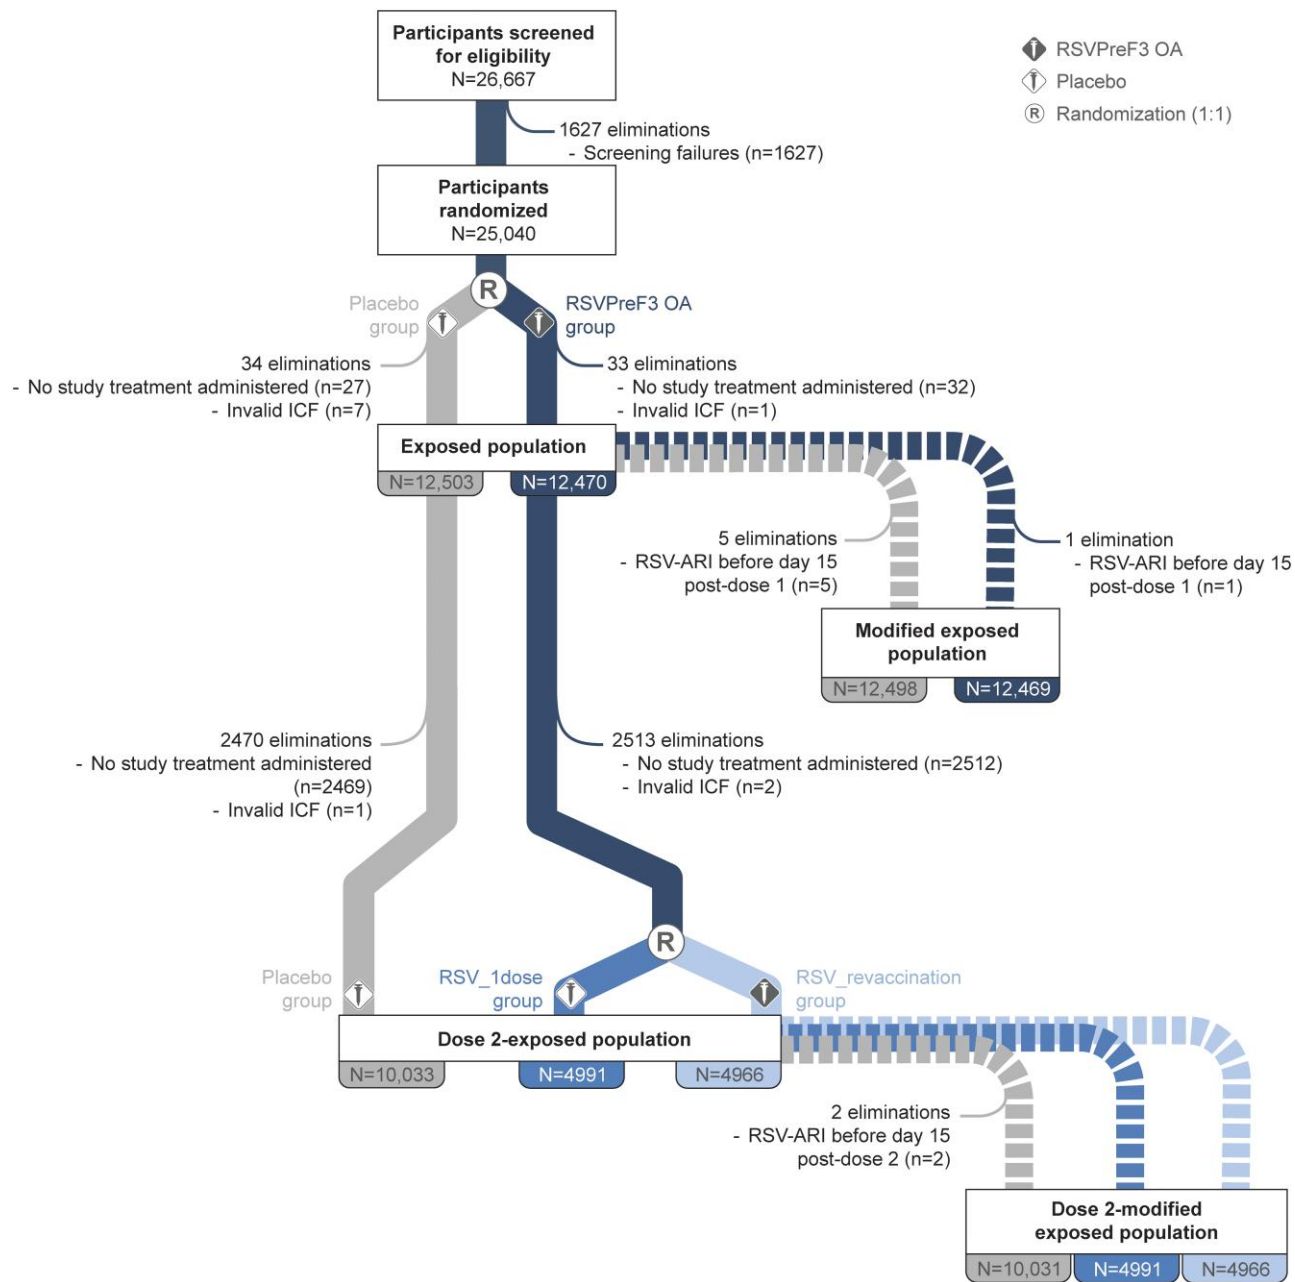 Participants screened
for eligibility
N=26,667
RSVPreF3 OA
Placebo
R Randomization (1:1)
1627 eliminations
- Screening failures (n=1627)
Participants
randomized
N=25,040
R
Placebo
group
RSVPreF3 OA
group
34 eliminations
- No study treatment administered (n=27)
- Invalid ICF (n=7)
33 eliminations
- No study treatment administered (n=32)
- Invalid ICF (n=1)
Exposed population
N=12,503
N=12,470
5 eliminations
- RSV-ARI before day 15
post-dose 1 (n=5)
1 elimination
- RSV-ARI before day 15
post-dose 1 (n=1)
Modified exposed
population
N=12,498
N=12,469
2470 eliminations
- No study treatment administered
(n=2469)
- Invalid ICF (n=1)
2513 eliminations
- No study treatment administered (n=2512)
- Invalid ICF (n=2)
R
Placebo
group
RSV_1dose
group
RSV_revaccination
group
Dose 2-exposed population
N=10,033
N=4991
N=4966
2 eliminations
- RSV-ARI before day 15
post-dose 2 (n=2)
Dose 2-modified
exposed population
N=10,031
N=4991
N=4966